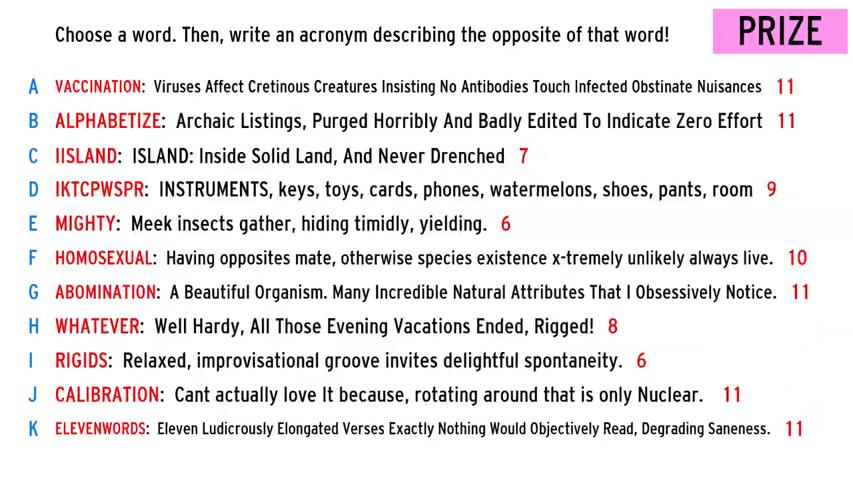 Choose a word. Then, write an acronym describing the opposite of that word!
PRIZE
A VACCINATION: Viruses Affect Cretinous Creatures Insisting No Antibodies Touch Infected Obstinate Nuisances 11
B ALPHABETIZE: Archaic Listings, Purged Horribly And Badly Edited To Indicate Zero Effort 11
C IISLAND: ISLAND: Inside Solid Land, And Never Drenched 7
D IKTCPWSPR: INSTRUMENTS, keys, toys, cards, phones, watermelons, shoes, pants, room 9
E MIGHTY: Meek insects gather, hiding timidly, yielding. 6
F HOMOSEXUAL: Having opposites mate, otherwise species existence x-tremely unlikely always live. 10
G ABOMINATION: A Beautiful Organism. Many Incredible Natural Attributes That I Obsessively Notice. 11
H WHATEVER: Well Hardy, All Those Evening Vacations Ended, Rigged! 8
I RIGIDS: Relaxed, improvisational groove invites delightful spontaneity. 6
J CALIBRATION: Cant actually love It because, rotating around that is only Nuclear. 11
K ELEVENWORDS: Eleven Ludicrously Elongated Verses Exactly Nothing Would Objectively Read, Degrading Saneness. 11